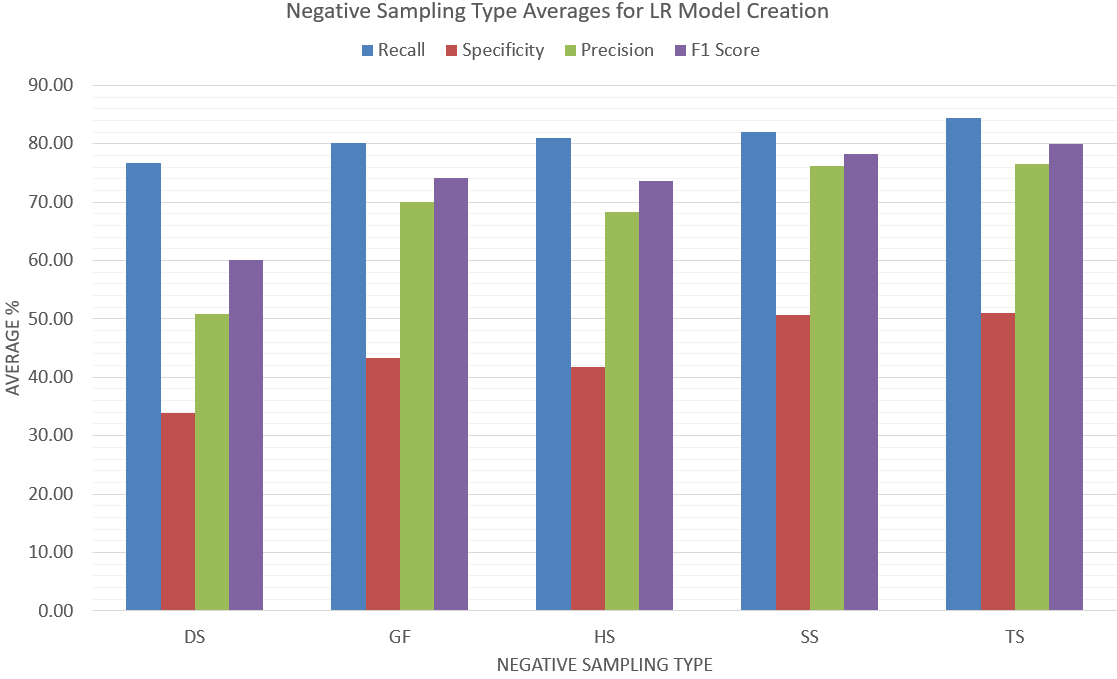 Negative Sampling Type Averages for LR Model Creation
Recall Specificity Precision F1 Score
90.00
80.00
70.00
60.00
50.00
40.00
30.00
20.00
10.00
0.00
AVERAGE %
DS GF HS SS TS
NEGATIVE SAMPLING TYPE